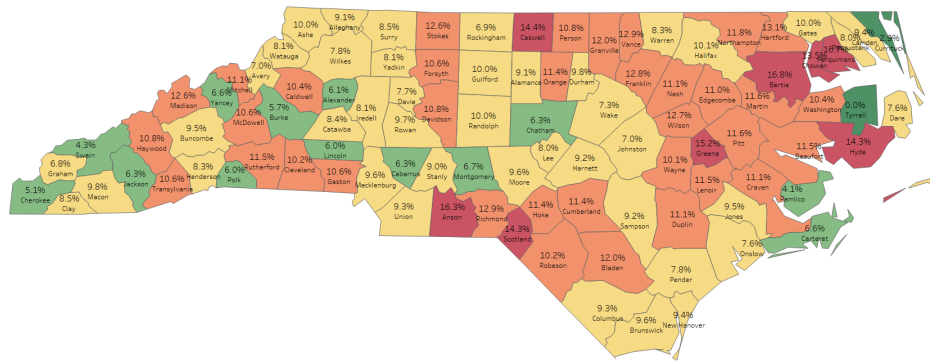 10.0%
Ashe
9.1%
Alleghany
8.5%
Surry
12.6%
Stokes
6.9%
Rockingham
14.4%
Caswell
10.8%
Person
12.0%
Granville
12.9%
Vance
8.3%
Warren
10.1%
Halifax
11.8%
Northampton
13.1%
Hertford
10.0%
Gates
8.0%
Pasquotank
9.4%
Camden
2.9%
Currituck
Perquimans
13.5%
Chowan
8.1%
Watauga
7.8%
Wilkes
8.1%
Yadkin
10.6%
Forsyth
10.0%
Guilford
9.1%
Alamance
11.4%
Orange
9.8%
Durham
12.8%
Franklin
11.1%
Nash
11.0%
Edgecombe
11.6%
Martin
16.8%
Bertie
10.4%
Washington
0.0%
Tyrrell
7.6%
Dare
7.0%
Avery
11.1%
Mitchell
6.6%
Yancey
12.6%
Madison
10.4%
Caldwell
6.1%
Alexander
7.7%
Davie
10.8%
Davidson
8.1%
Iredell
10.0%
Randolph
6.3%
Chatham
7.3%
Wake
12.7%
Wilson
10.6%
McDowell
5.7%
Burke
8.4%
Catawba
9.7%
Rowan
7.0%
Johnston
15.2%
Greene
11.6%
Pitt
11.5%
Beaufort
14.3%
Hyde
4.3%
Swain
10.8%
Haywood
9.5%
Buncombe
11.5%
Rutherford
10.2%
Cleveland
6.0%
Lincoln
10.6%
Gaston
9.6%
Mecklenburg
6.3%
Cabarrus
9.0%
Stanly
6.7%
Montgomery
9.6%
Moore
8.0%
Lee
9.2%
Harnett
10.1%
Wayne
11.5%
Lenoir
11.1%
Craven
4.1%
Pamlico
6.8%
Graham
5.1%
Cherokee
8.5%
Clay
9.8%
Macon
6.3%
Jackson
10.6%
Transylvania
8.3%
Henderson
6.0%
Polk
9.3%
Union
16.3%
Anson
12.9%
Richmond
14.3%
Scotland
11.4%
Hoke
11.4%
Cumberland
9.2%
Sampson
11.1%
Duplin
9.5%
Jones
6.6%
Carteret
7.6%
Onslow
10.2%
Robeson
12.0%
Bladen
7.8%
Pender
9.3%
Columbus
9.6%
Brunswick
9.4%
New Hanover